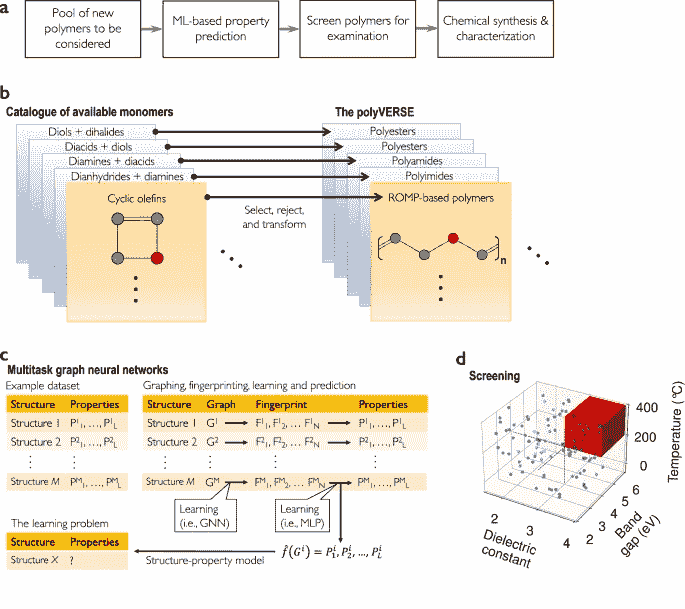 a
Pool of new
polymers to be
considered
ML-based property
prediction
Screen polymers for
examination
Chemical synthesis &
characterization
b
Catalogue of available monomers
The polyVERSE
Diols + dihalides
Polyesters
Diacids + diols
Polyesters
Diamines + diacids
Polyamides
Dianhydrides + diamines
Polyimides
Cyclic olefins
ROMP-based polymers
Select, reject,
and transform
n
c
Multitask graph neural networks
Example dataset
Graphing, fingerprinting, learning and prediction
Structure Properties
Structure Graph Fingerprint Properties
Structure 1 P¹₁, …, P¹L
Structure 1 G¹ F¹₁, F¹₂, … F¹N P¹₁, …, P¹L
Structure 2 P²₁, …, P²L
Structure 2 G² F²₁, F²₂, … F²N P²₁, …, P²L
Structure M Pᴹ₁, …, PᴹL
Structure M Gᴹ Fᴹ₁, Fᴹ₂, … FᴹN Pᴹ₁, …, PᴹL
Learning
(i.e., GNN)
Learning
(i.e., MLP)
The learning problem
Structure Properties
Structure X ?
Structure-property model
f̂(Gⁱ) = Pⁱ₁, Pⁱ₂, …, PⁱL
d
Screening
400
200
0
Temperature (°C)
2
3
4
Dielectric
constant
2
3
4
5
6
Band
gap (eV)